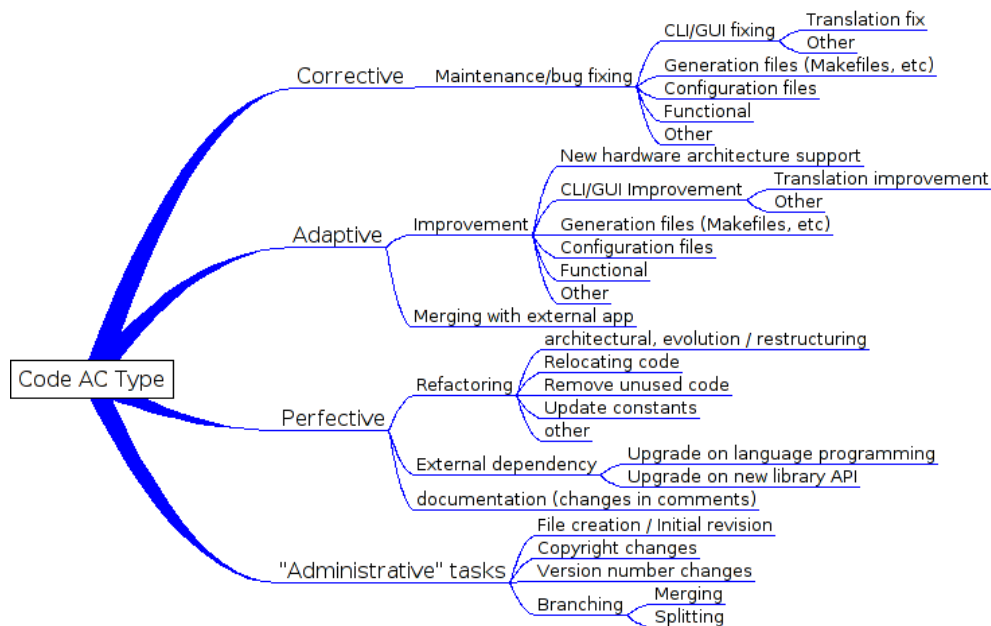 Code AC Type
Corrective
Maintenance/bug fixing
CLI/GUI fixing
Translation fix
Other
Generation files (Makefiles, etc)
Configuration files
Functional
Other
Adaptive
Improvement
New hardware architecture support
CLI/GUI Improvement
Translation improvement
Other
Generation files (Makefiles, etc)
Configuration files
Functional
Other
Merging with external app
Perfective
Refactoring
architectural, evolution / restructuring
Relocating code
Remove unused code
Update constants
other
External dependency
Upgrade on language programming
Upgrade on new library API
documentation (changes in comments)
"Administrative" tasks
File creation / Initial revision
Copyright changes
Version number changes
Branching
Merging
Splitting